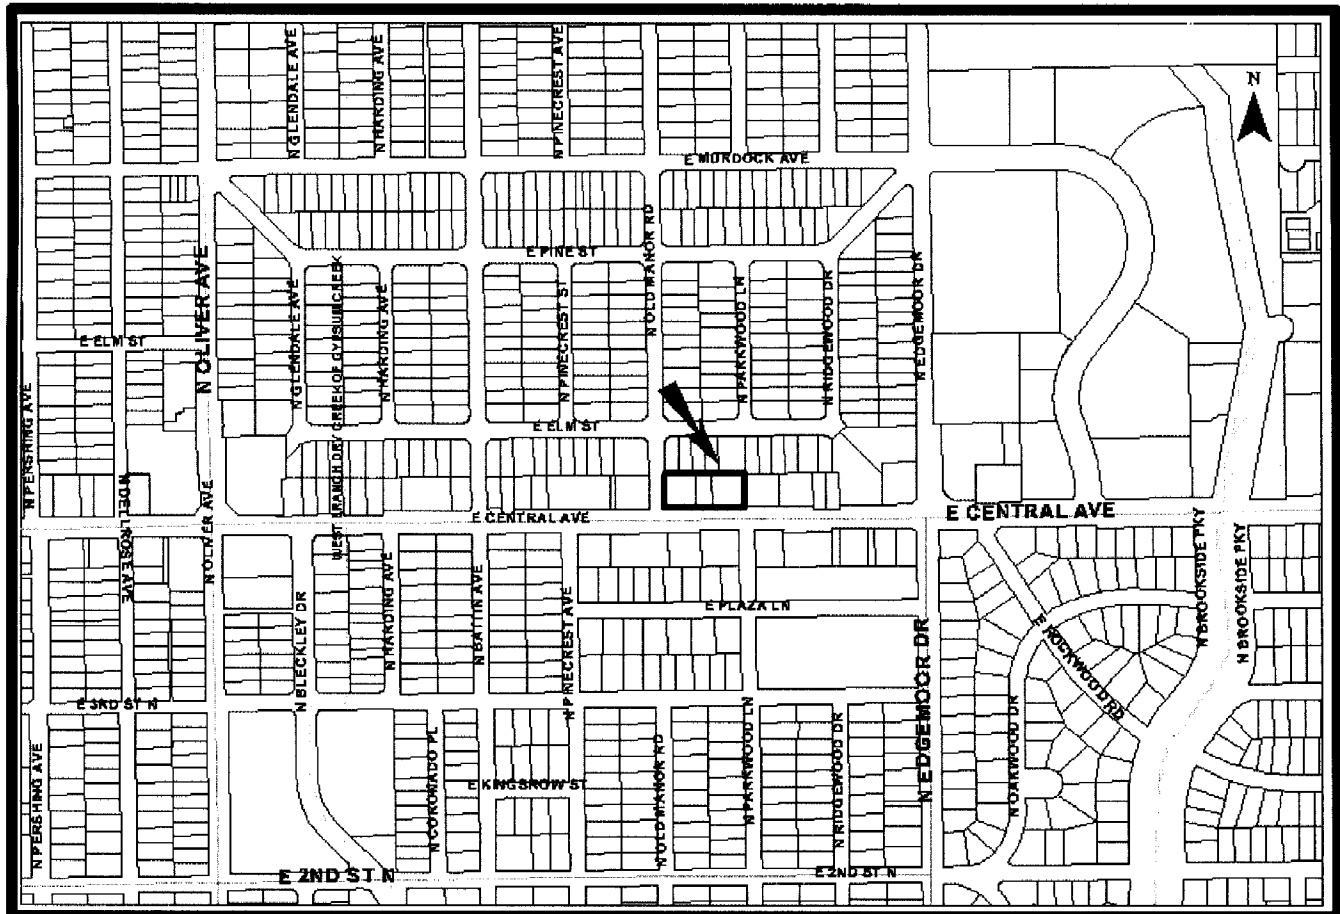 N GLENDALE AVE
N HARDING AVE
N PINECREST AVE
N
E MURDOCK AVE
N OLIVER AVE
N OLD MANOR RD
E PINE ST
N GLENDALE AVE
WEST BRANCH DRY CREEK OF GYPSUM CREEK
N HARDING AVE
N PINECREST ST
N PARKWOOD LN
N RIDGEWOOD DR
N EDGEMOOR DR
E ELM ST
N PERSHING AVE
E ELM ST
N OLIVER AVE
E CENTRAL AVE
E CENTRAL AVE
N BLECKLEY DR
N HARDING AVE
N BATTIN AVE
N PINECREST AVE
E PLAZA LN
N EDGEMOOR DR
E ROCKWOOD RD
N BROOKSIDE PKY
N BROOKSIDE PKY
E 3RD ST N
N PERSHING AVE
N CORONADO PL
E KINGSROW ST
N OLD MANOR RD
N PARKWOOD LN
N RIDGEWOOD DR
N OAKWOOD DR
E 2ND ST N
E 2ND ST N